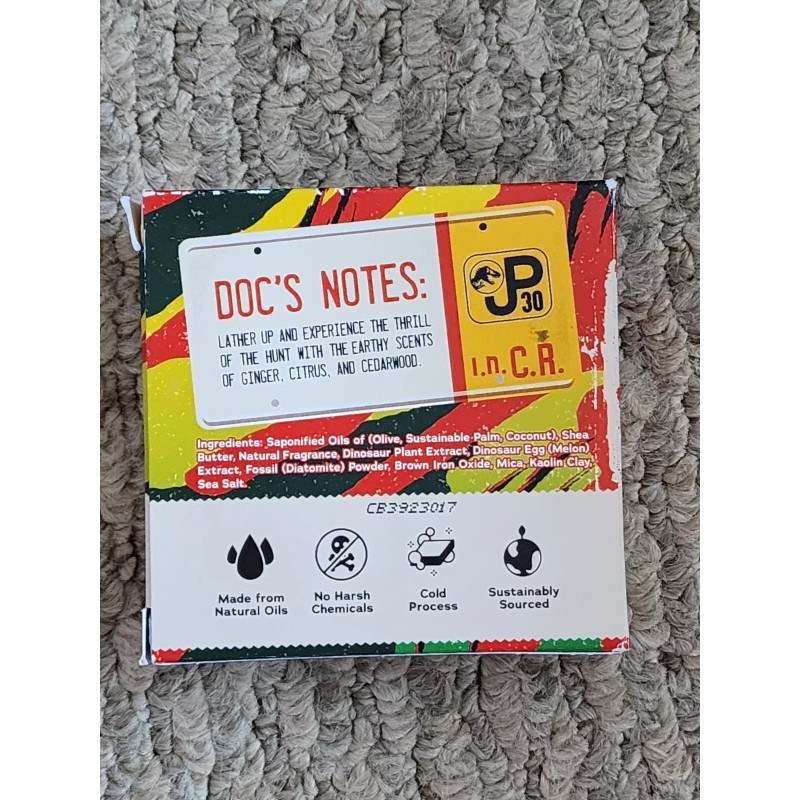 DOC'S NOTES:
LATHER UP AND EXPERIENCE THE THRILL
OF THE HUNT WITH THE EARTHY SCENTS
OF GINGER, CITRUS, AND CEDARWOOD.
JP
30
I.n.C.R.
Ingredients: Saponified Oils of (Olive, Sustainable Palm, Coconut), Shea
Butter, Natural Fragrance, Dinosaur Plant Extract, Dinosaur Egg (Melon)
Extract, Fossil (Diatomite) Powder, Brown Iron Oxide, Mica, Kaolin Clay,
Sea Salt.
CB3923017
Made from
Natural Oils
No Harsh
Chemicals
Cold
Process
Sustainably
Sourced